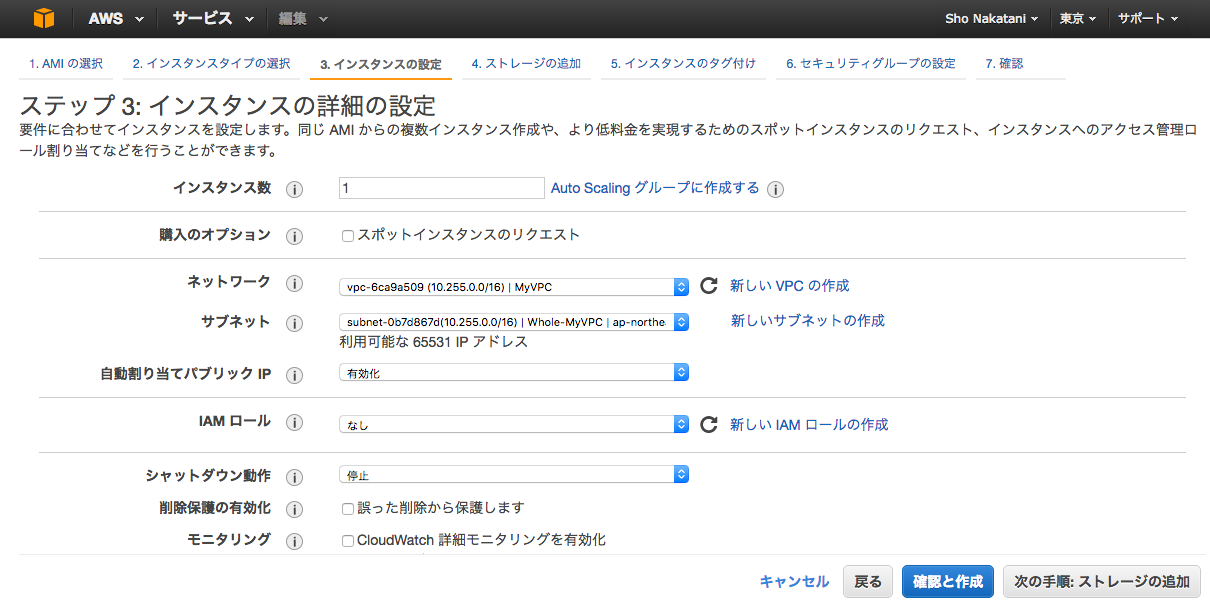 AWS サービス 編集 Sho Nakatani 東京 サポート
1. AMI の選択 2. インスタンスタイプの選択 3. インスタンスの設定 4. ストレージの追加 5. インスタンスのタグ付け 6. セキュリティグループの設定 7. 確認
ステップ 3: インスタンスの詳細の設定
要件に合わせてインスタンスを設定します。同じ AMI からの複数インスタンス作成や、より低料金を実現するためのスポットインスタンスのリクエスト、インスタンスへのアクセス管理ロ
ール割り当てなどを行うことができます。
インスタンス数 1 Auto Scaling グループに作成する
購入のオプション スポットインスタンスのリクエスト
ネットワーク vpc-6ca9a509 (10.255.0.0/16) | MyVPC 新しい VPC の作成
サブネット subnet-0b7d867d(10.255.0.0/16) | Whole-MyVPC | ap-northe 新しいサブネットの作成
利用可能な 65531 IP アドレス
自動割り当てパブリック IP 有効化
IAM ロール なし 新しい IAM ロールの作成
シャットダウン動作 停止
削除保護の有効化 誤った削除から保護します
モニタリング CloudWatch 詳細モニタリングを有効化
キャンセル 戻る 確認と作成 次の手順: ストレージの追加